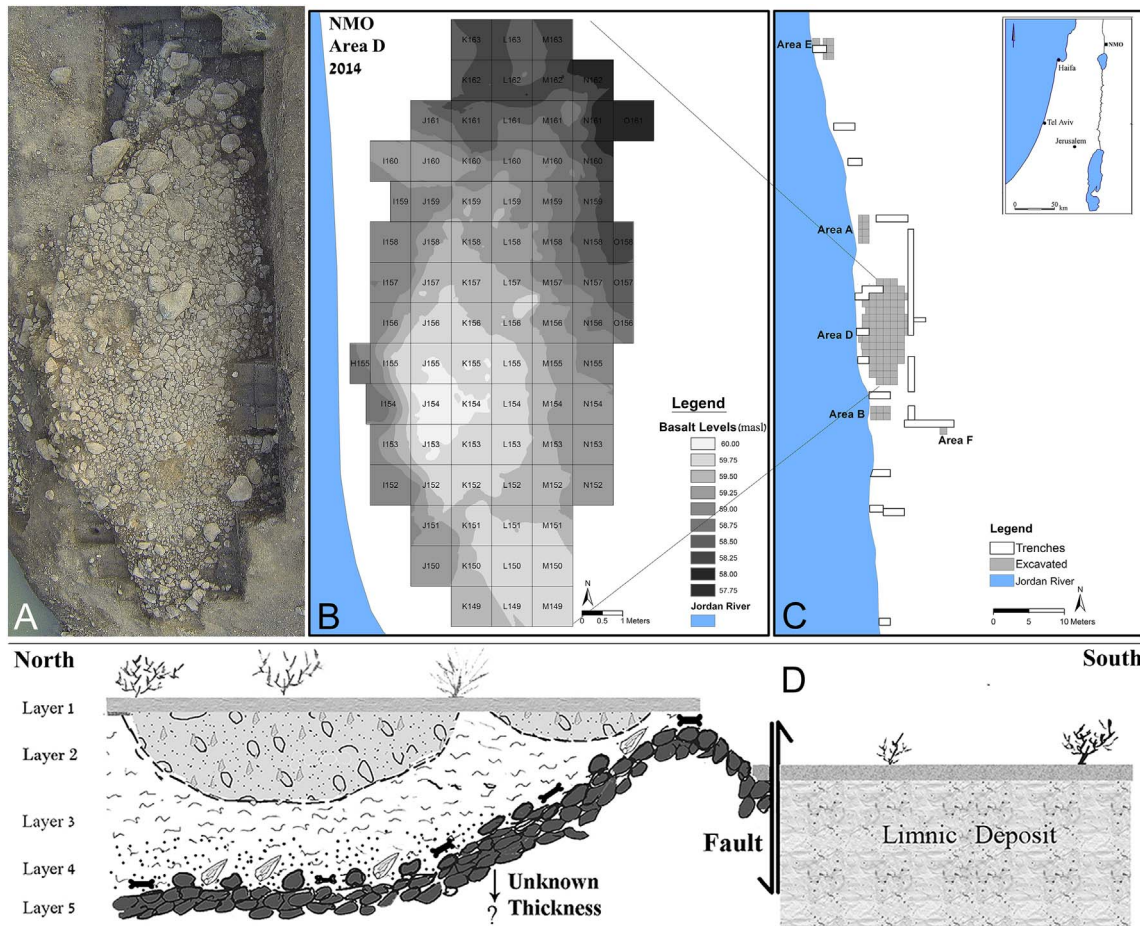 A
NMO
Area D
2014
K163 L163 M163
K162 L162 M162 N162
J161 K161 L161 M161 N161 O161
I160 J160 K160 L160 M160 N160
I159 J159 K159 L159 M159 N159
I158 J158 K158 L158 M158 N158 O158
I157 J157 K157 L157 M157 N157 O157
I156 J156 K156 L156 M156 N156 O156
H155 I155 J155 K155 L155 M155 N155
I154 J154 K154 L154 M154 N154
I153 J153 K153 L153 M153 N153
I152 J152 K152 L152 M152 N152
J151 K151 L151 M151
J150 K150 L150 M150
K149 L149 M149
Legend
Basalt Levels (masl)
60.00
59.75
59.50
59.25
59.00
58.75
58.50
58.25
58.00
57.75
Jordan River
N
0 0.5 1
Meters
B
Area E
Area A
Area D
Area B
Area F
NMO
Haifa
Tel Aviv
Jerusalem
0 50
km
Legend
Trenches
Excavated
Jordan River
N
0 5 10
Meters
C
North
South
D
Layer 1
Layer 2
Layer 3
Layer 4
Layer 5
Unknown
Thickness
?
Fault
Limnic Deposit